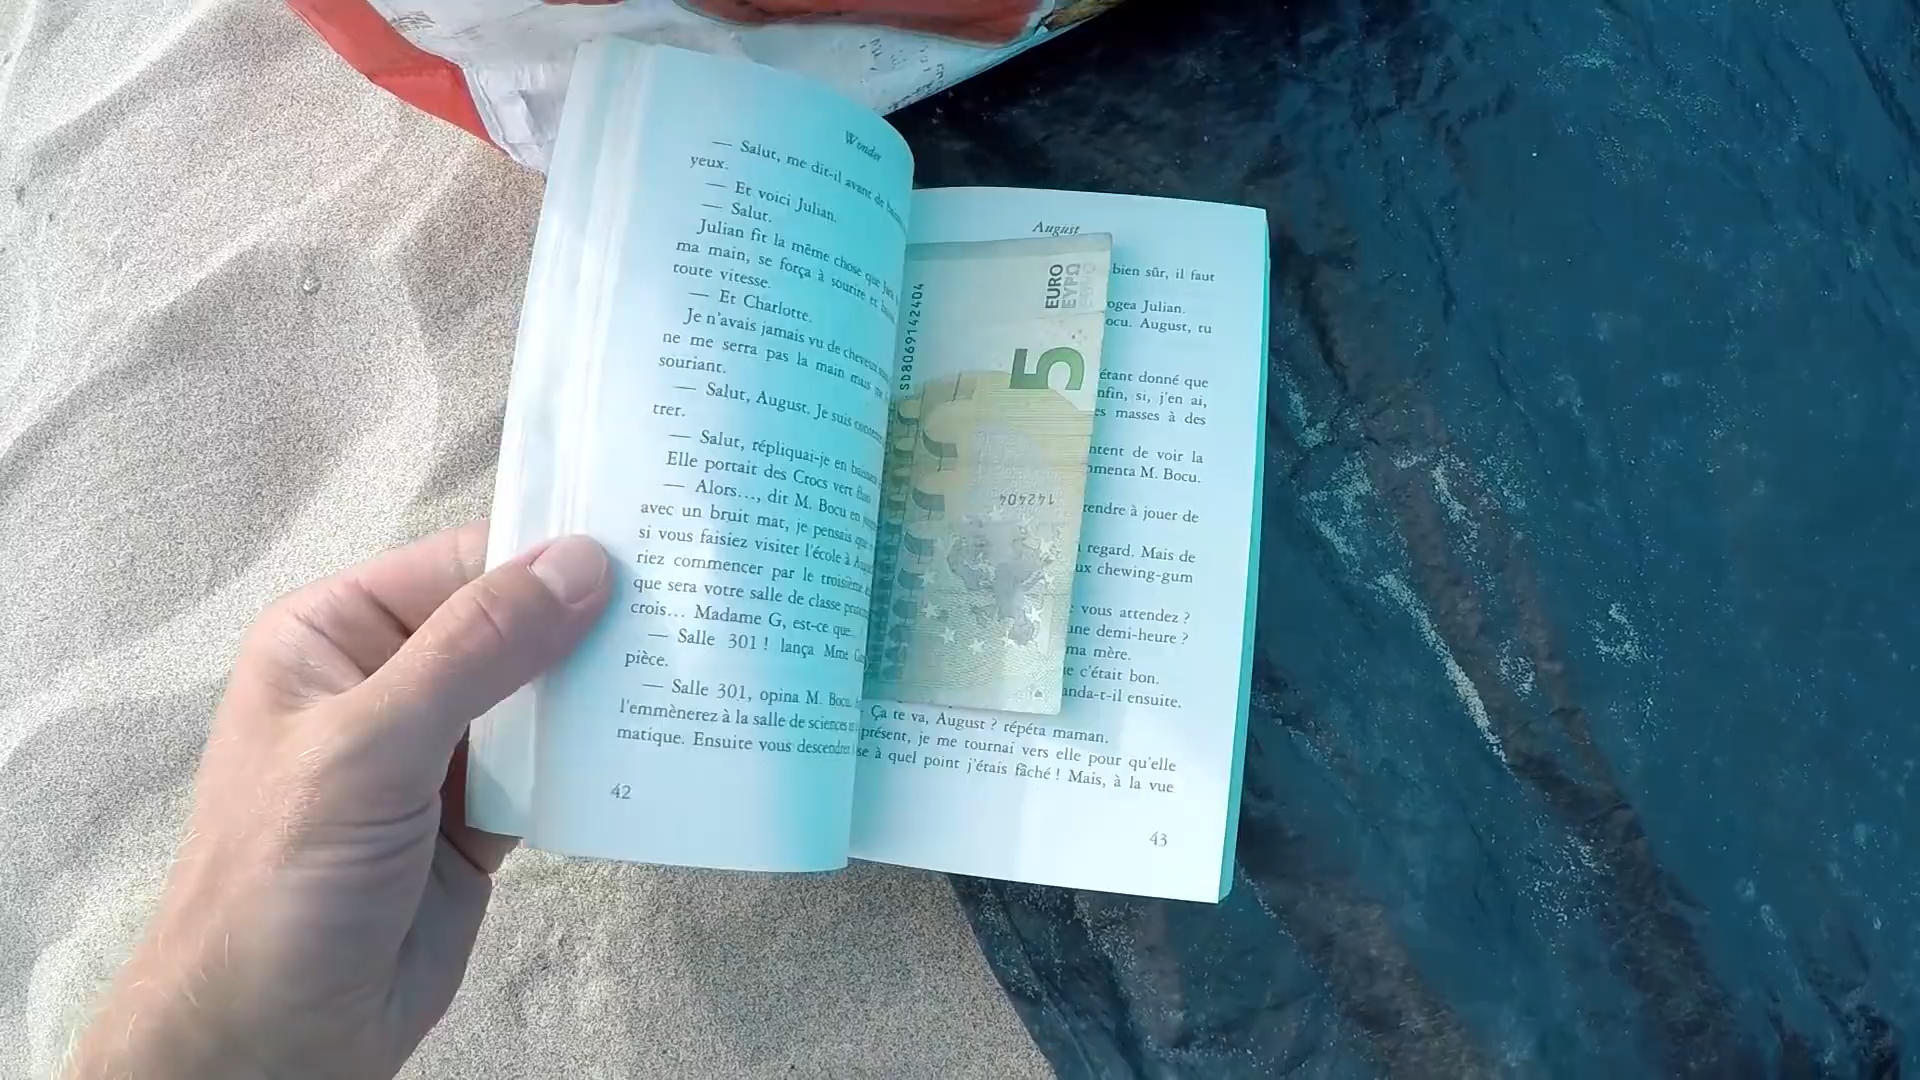 Wonder
— Salut, me dit-il avant de
yeux.
— Et voici Julian.
— Salut.
Julian fit la même chose que
ma main, se força à sourire et
toute vitesse.
— Et Charlotte.
Je n'avais jamais vu de cheveux
ne me serra pas la main mais me
souriant.
— Salut, August. Je suis
trer.
— Salut, répliquai-je en
Elle portait des Crocs vert
— Alors…, dit M. Bocu en
avec un bruit mat, je pensais que
si vous faisiez visiter l'école à
riez commencer par le troisième
que sera votre salle de classe
crois… Madame G, est-ce que
— Salle 301 ! lança Mme
pièce.
— Salle 301, opina M. Bocu.
l'emmènerez à la salle de sciences
matique. Ensuite vous descendrez
42
August
bien sûr, il faut
ogea Julian.
ocu. August, tu
étant donné que
nfin, si, j'en ai,
es masses à des
ntent de voir la
menta M. Bocu.
endre à jouer de
regard. Mais de
ux chewing-gum
vous attendez ?
une demi-heure ?
ma mère.
c'était bon.
anda-t-il ensuite.
Ça te va, August ? répéta maman.
présent, je me tournai vers elle pour qu'elle
se à quel point j'étais fâché ! Mais, à la vue
43
SD8069142404
EURO
ΕΥΡΩ
ЕВРО
5
142404